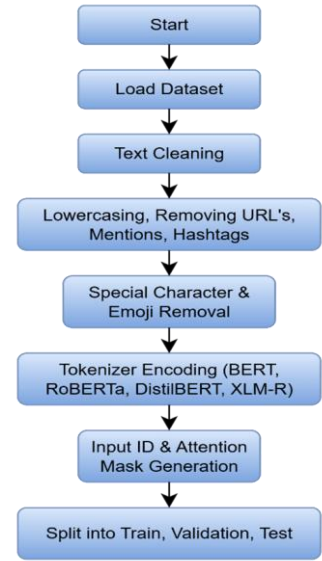 Start
Load Dataset
Text Cleaning
Lowercasing, Removing URL's,
Mentions, Hashtags
Special Character &
Emoji Removal
Tokenizer Encoding (BERT,
RoBERTa, DistilBERT, XLM-R)
Input ID & Attention
Mask Generation
Split into Train, Validation, Test